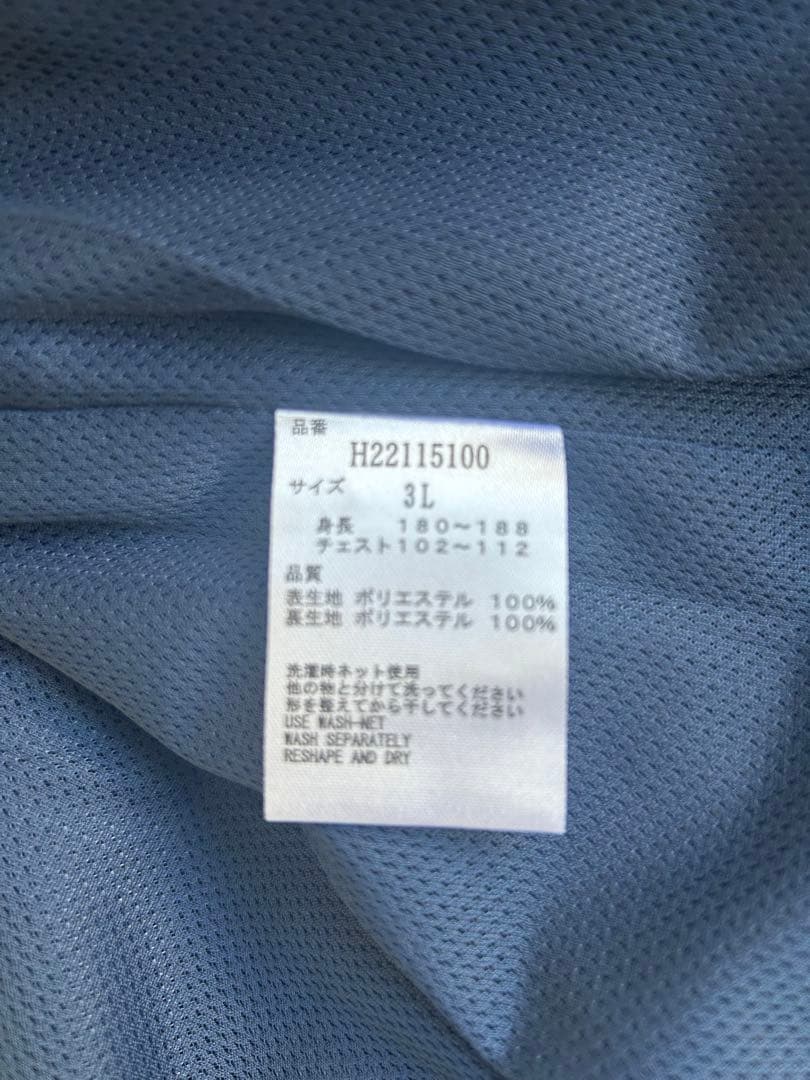 品番
H22115100
サイズ
3L
身長 180~188
チェスト102~112
品質
表生地 ポリエステル 100%
裏生地 ポリエステル 100%
洗濯時ネット使用
他の物と分けて洗ってください
形を整えてから干してください
USE WASH-NET
WASH SEPARATELY
RESHAPE AND DRY